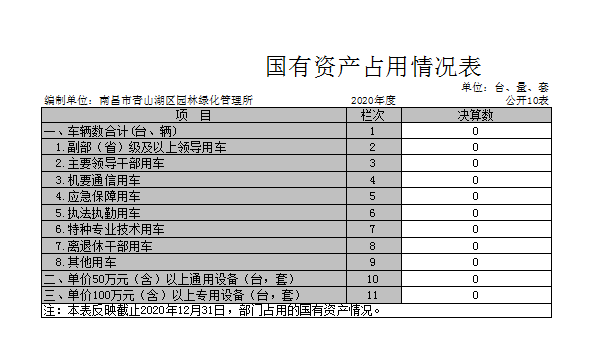 国有资产占用情况表
单位：台、量、套
编制单位：南昌市青山湖区园林绿化管理所 2020年度 公开10表
项 目 栏次 决算数
一、车辆数合计(台、辆) 1 0
1.副部（省）级及以上领导用车 2 0
2.主要领导干部用车 3 0
3.机要通信用车 4 0
4.应急保障用车 5 0
5.执法执勤用车 6 0
6.特种专业技术用车 7 0
7.离退休干部用车 8 0
8.其他用车 9 0
二、单价50万元（含）以上通用设备（台，套） 10 0
三、单价100万元（含）以上专用设备（台，套） 11 0
注：本表反映截止2020年12月31日，部门占用的国有资产情况。